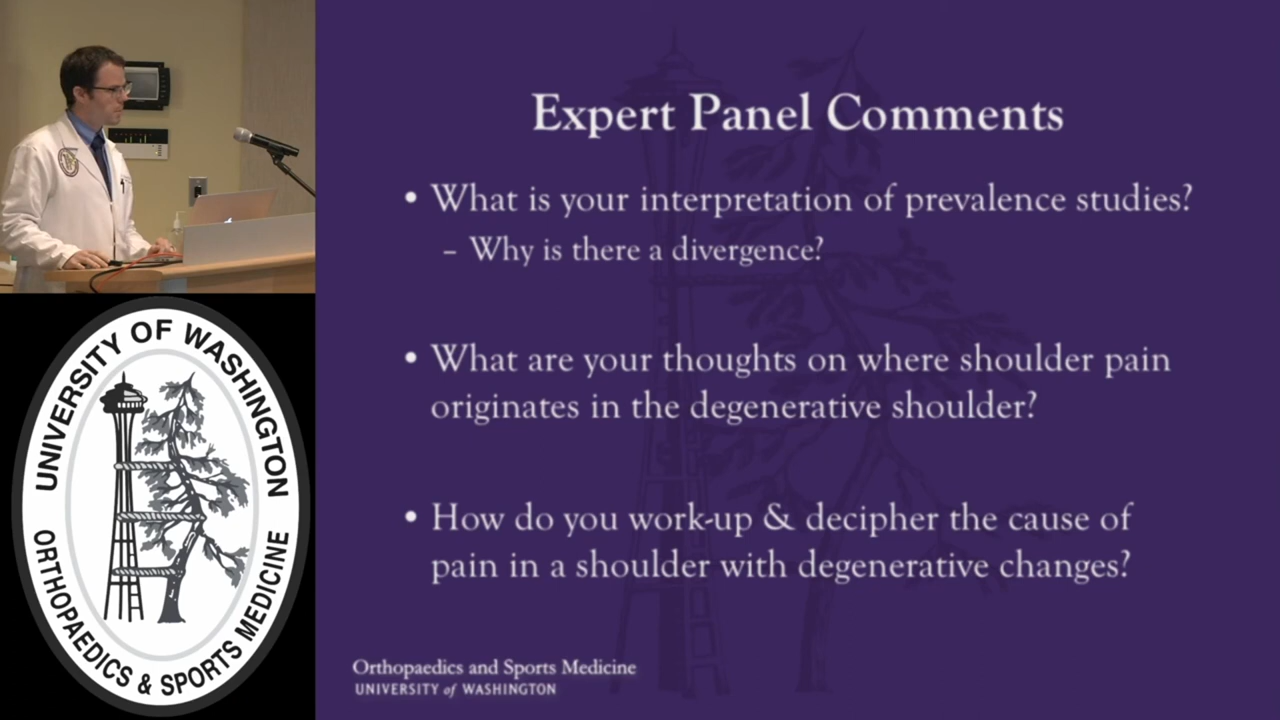 Expert Panel Comments
• What is your interpretation of prevalence studies?
– Why is there a divergence?
• What are your thoughts on where shoulder pain
originates in the degenerative shoulder?
• How do you work-up & decipher the cause of
pain in a shoulder with degenerative changes?
Orthopaedics and Sports Medicine
UNIVERSITY of WASHINGTON
UNIVERSITY OF WASHINGTON
ORTHOPAEDICS & SPORTS MEDICINE